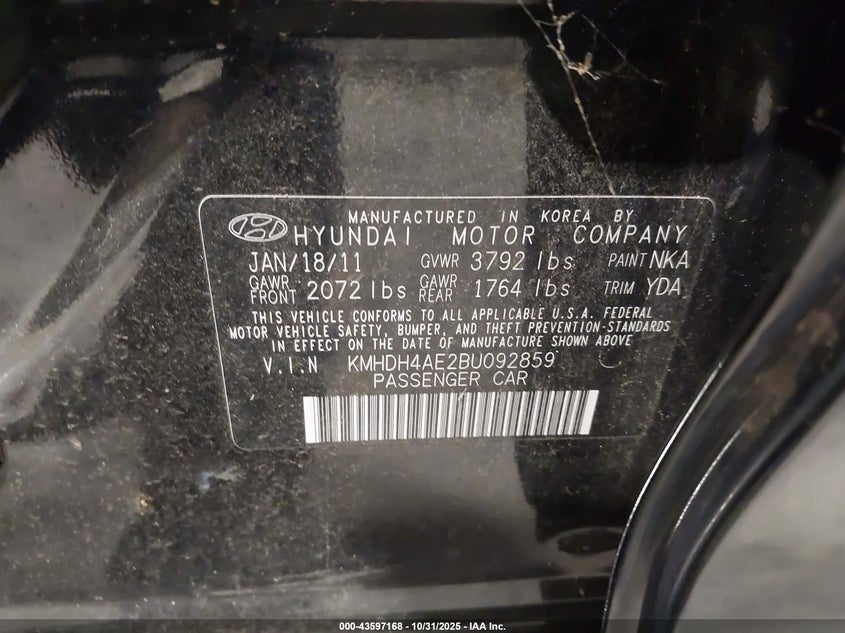 MANUFACTURED IN KOREA BY
HYUNDAI MOTOR COMPANY
JAN/18/11 GVWR 3792 lbs PAINT NKA
GAWR FRONT 2072 lbs GAWR REAR 1764 lbs TRIM YDA
THIS VEHICLE CONFORMS TO ALL APPLICABLE U.S.A. FEDERAL
MOTOR VEHICLE SAFETY, BUMPER, AND THEFT PREVENTION-STANDARDS
IN EFFECT ON THE DATE OF MANUFACTURE SHOWN ABOVE
V.I.N KMHDH4AE2BU092859
PASSENGER CAR
000-43597168 - 10/31/2025 - IAA Inc.